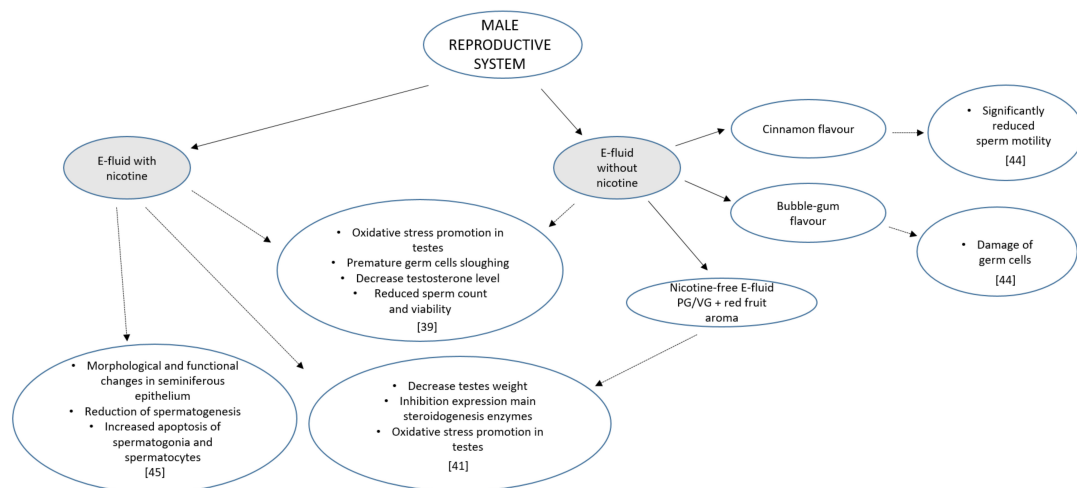 MALE
REPRODUCTIVE
SYSTEM
E-fluid with
nicotine
E-fluid
without
nicotine
Cinnamon flavour
• Significantly
reduced
sperm motility
[44]
Bubble-gum
flavour
• Damage of
germ cells
[44]
• Oxidative stress promotion in
testes
• Premature germ cells sloughing
• Decrease testosterone level
• Reduced sperm count
and viability
[39]
Nicotine-free E-fluid
PG/VG + red fruit
aroma
• Morphological and functional
changes in seminiferous
epithelium
• Reduction of spermatogenesis
• Increased apoptosis of
spermatogonia and
spermatocytes
[45]
• Decrease testes weight
• Inhibition expression main
steroidogenesis enzymes
• Oxidative stress promotion in
testes
[41]